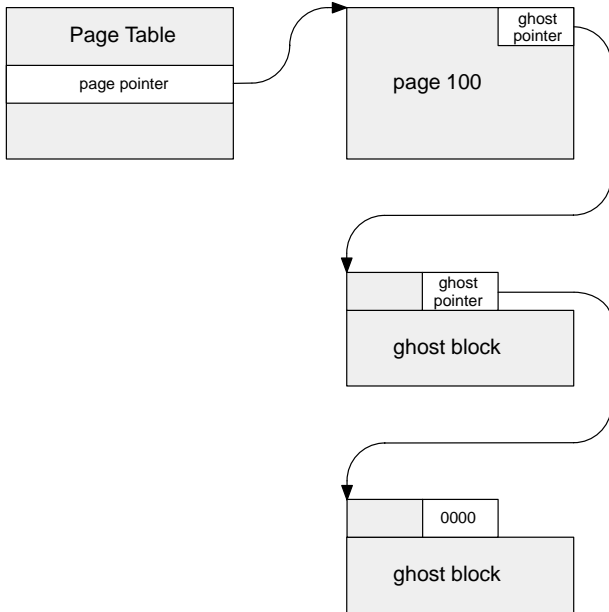 Page Table
page pointer
ghost
pointer
page 100
ghost
pointer
ghost block
0000
ghost block